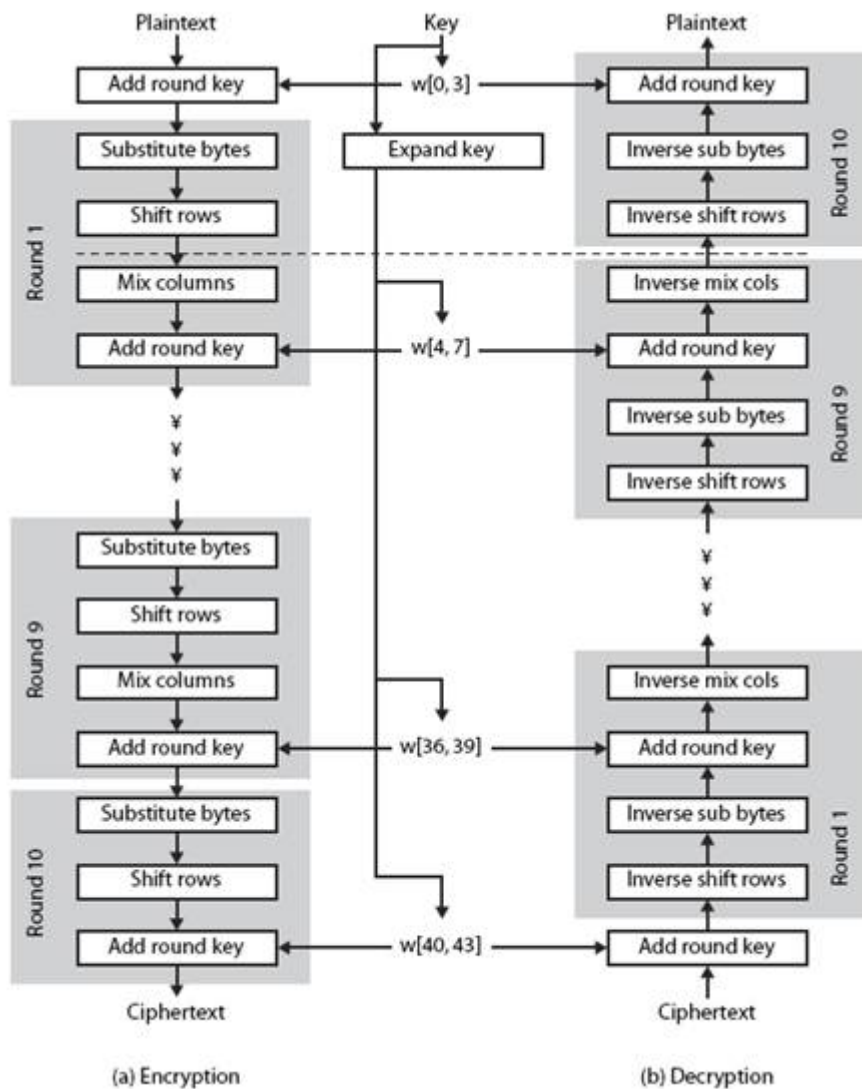 Plaintext
Add round key
Round 1
Substitute bytes
Shift rows
Mix columns
Add round key
¥
¥
¥
Round 9
Substitute bytes
Shift rows
Mix columns
Add round key
Round 10
Substitute bytes
Shift rows
Add round key
Ciphertext
(a) Encryption
Key
w[0, 3]
Expand key
w[4, 7]
w[36, 39]
w[40, 43]
Plaintext
Add round key
Inverse sub bytes
Inverse shift rows
Round 10
Inverse mix cols
Add round key
Inverse sub bytes
Inverse shift rows
Round 9
¥
¥
¥
Inverse mix cols
Add round key
Inverse sub bytes
Inverse shift rows
Round 1
Add round key
Ciphertext
(b) Decryption